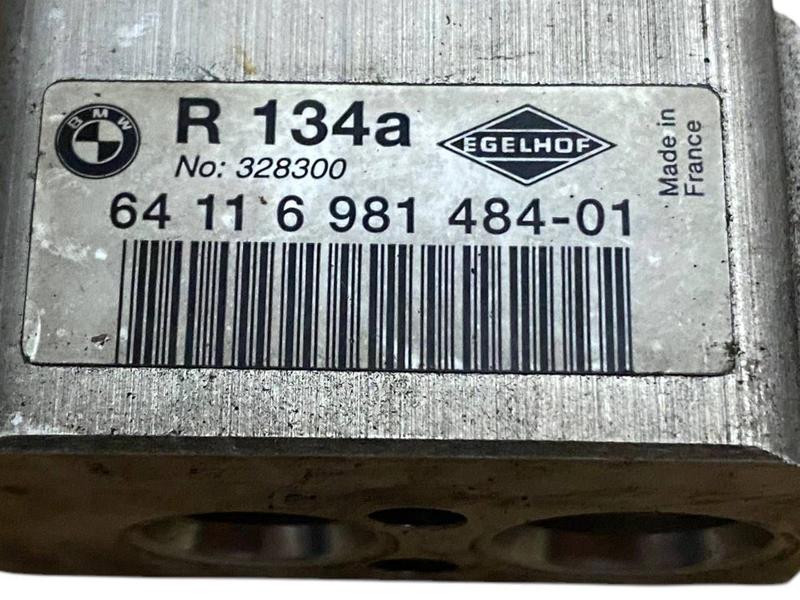 BMW
R 134a
EGELHOF
No: 328300
Made in
France
64 11 6 981 484-01